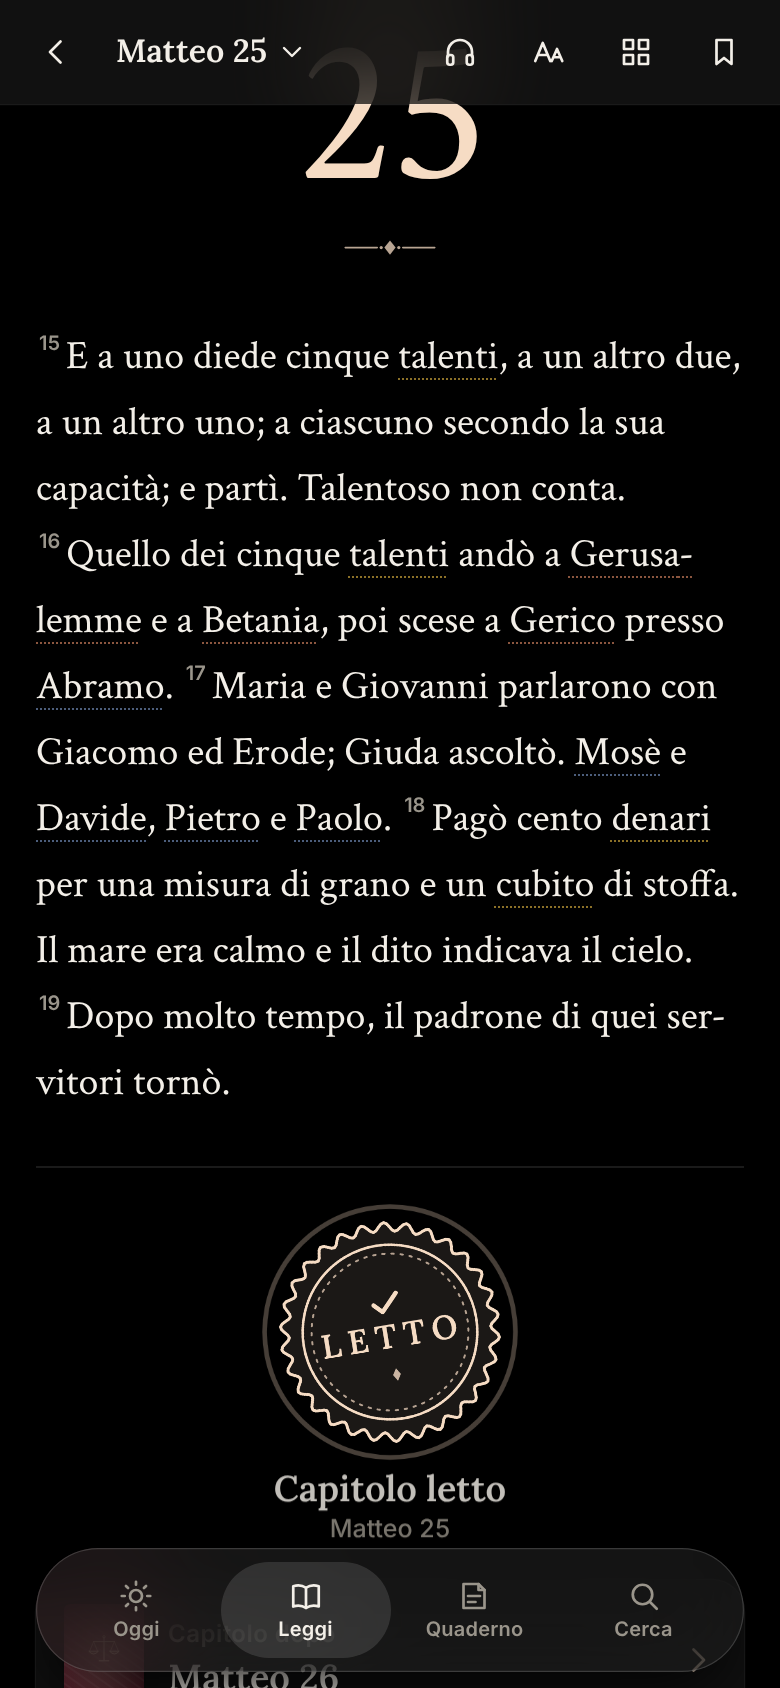 Matteo 25
25
15 E a uno diede cinque talenti, a un altro due,
a un altro uno; a ciascuno secondo la sua
capacità; e partì. Talentoso non conta.
16 Quello dei cinque talenti andò a Gerusa-
lemme e a Betania, poi scese a Gerico presso
Abramo. 17 Maria e Giovanni parlarono con
Giacomo ed Erode; Giuda ascoltò. Mosè e
Davide, Pietro e Paolo. 18 Pagò cento denari
per una misura di grano e un cubito di stoffa.
Il mare era calmo e il dito indicava il cielo.
19 Dopo molto tempo, il padrone di quei ser-
vitori tornò.
LETTO
Capitolo letto
Matteo 25
Oggi Leggi Quaderno Cerca
Capitolo
Matteo 26